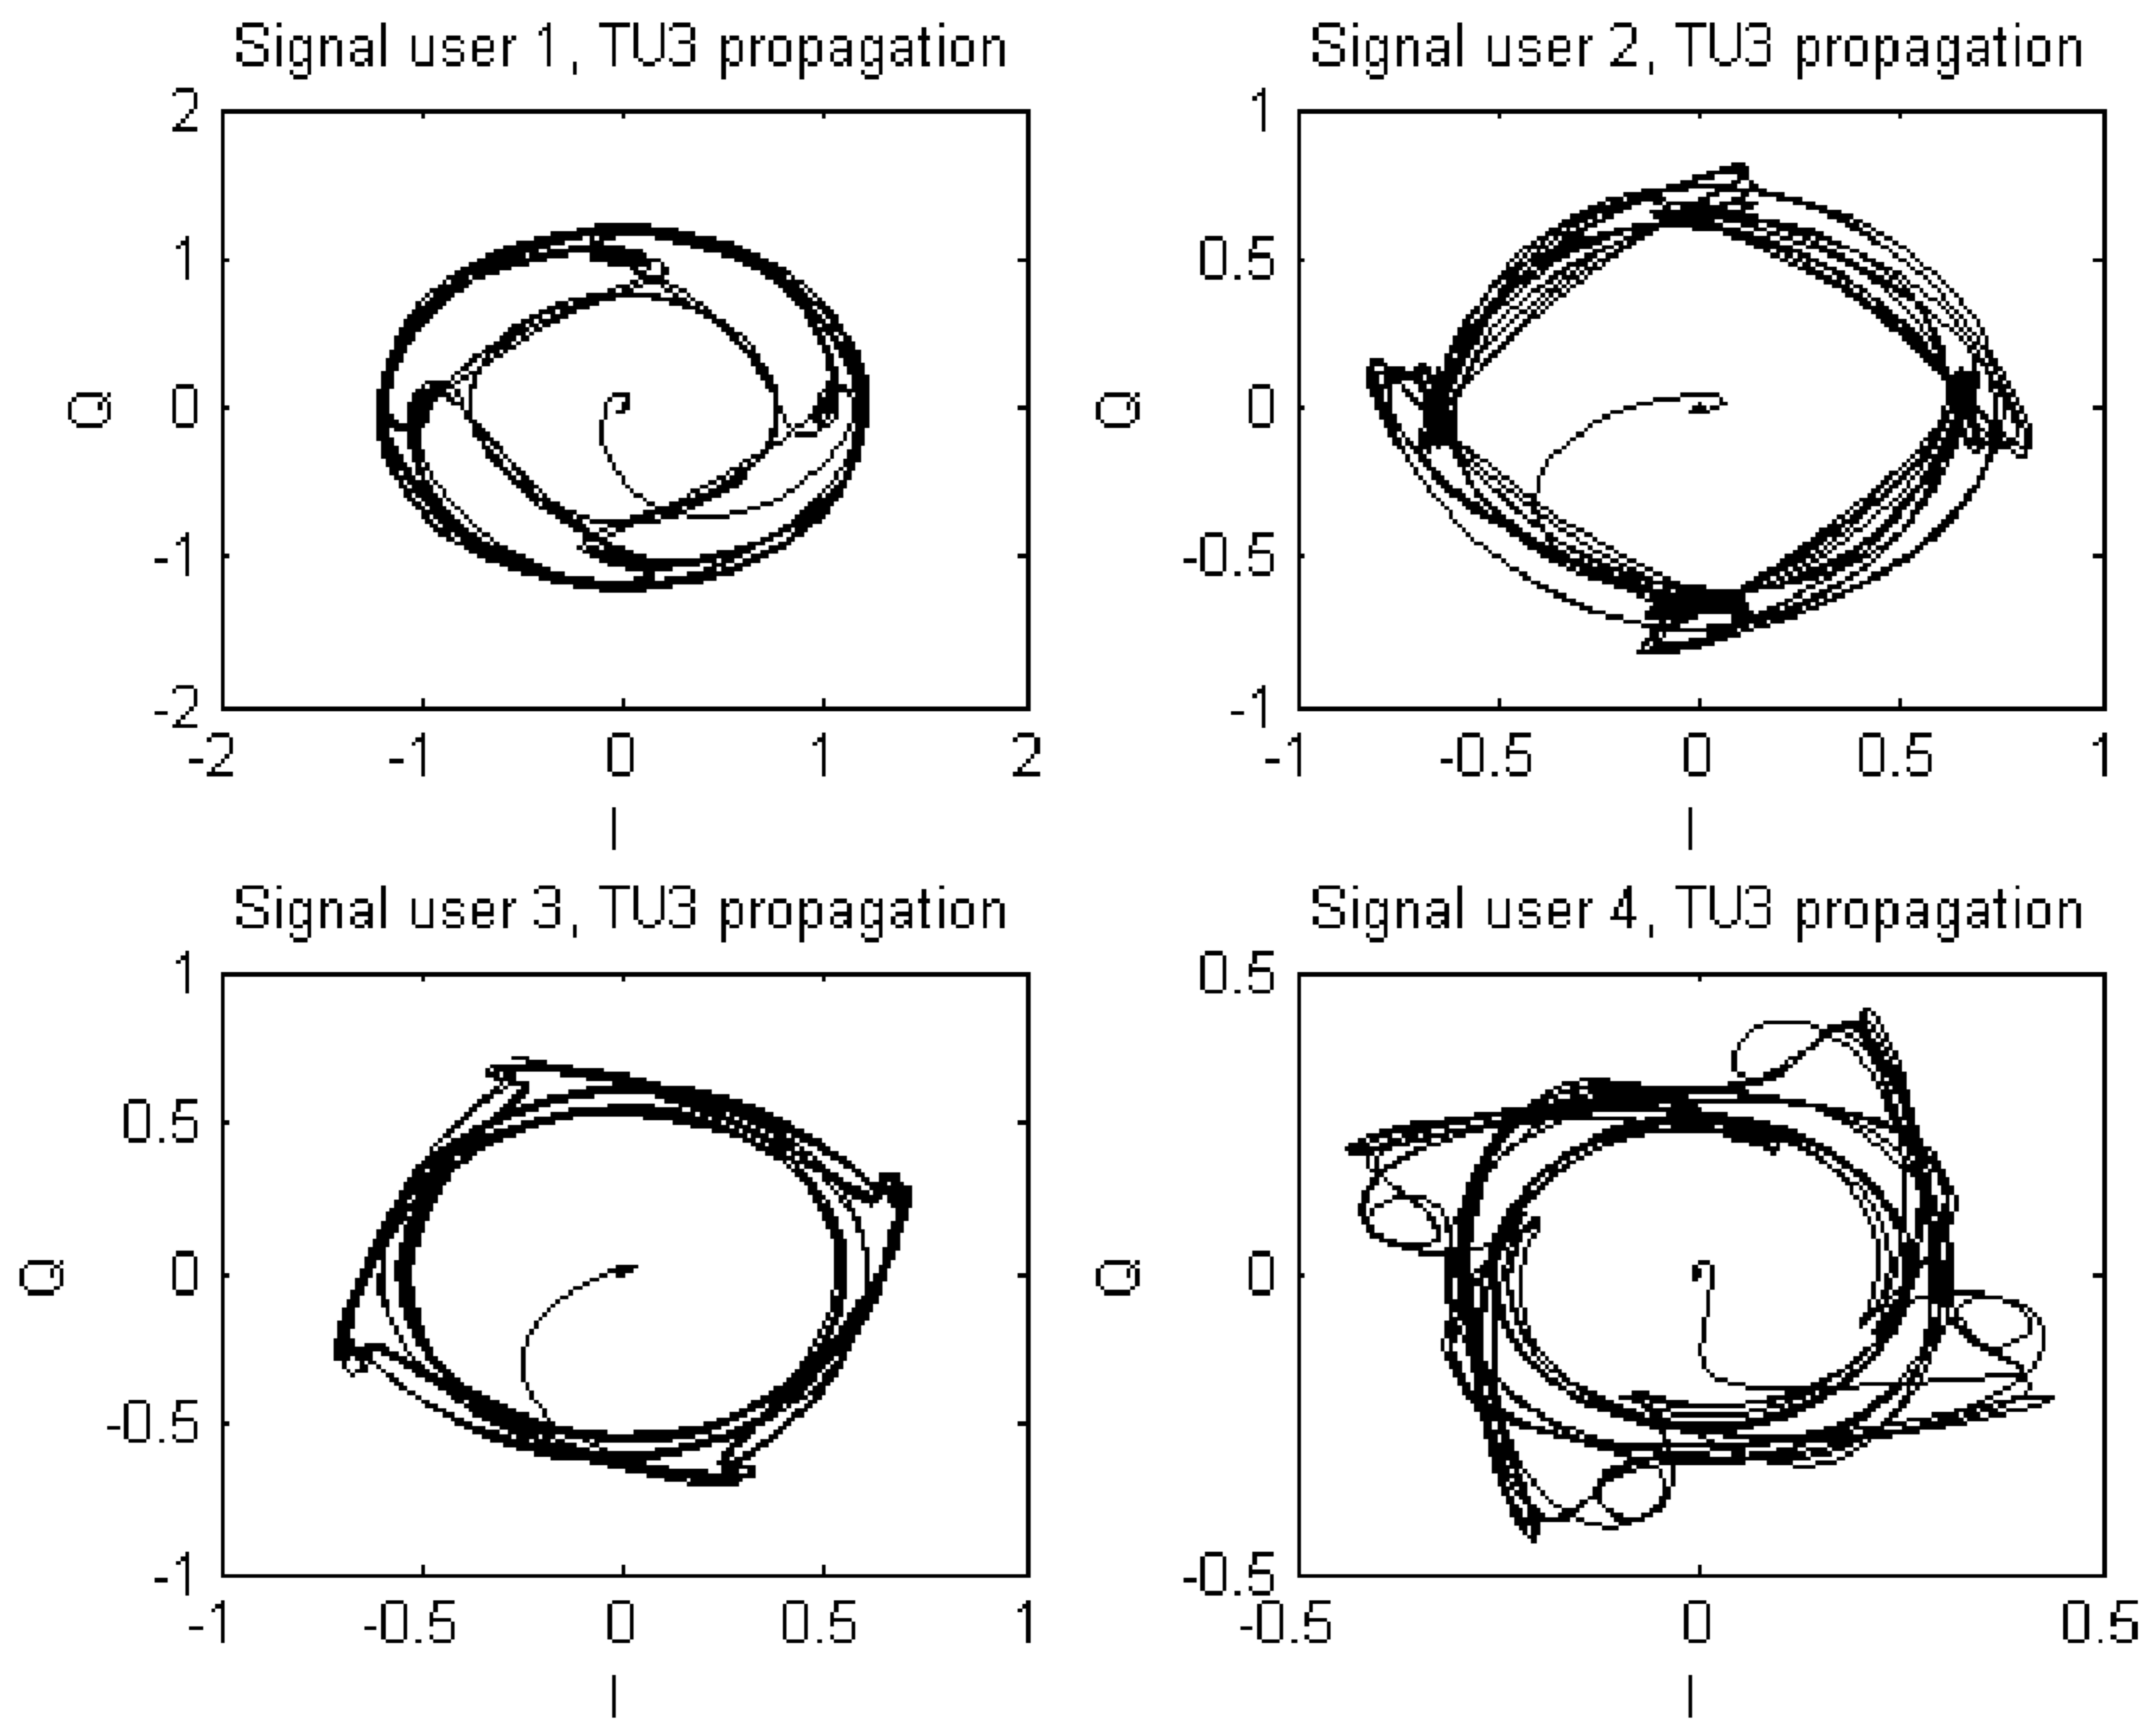 Signal user 1, TU3 propagation
2
1
0
-1
-2
Q
-2 -1 0 1 2
I
Signal user 2, TU3 propagation
1
0.5
0
-0.5
-1
Q
-1 -0.5 0 0.5 1
I
Signal user 3, TU3 propagation
1
0.5
0
-0.5
-1
Q
-1 -0.5 0 0.5 1
I
Signal user 4, TU3 propagation
0.5
0
-0.5
Q
-0.5 0 0.5
I